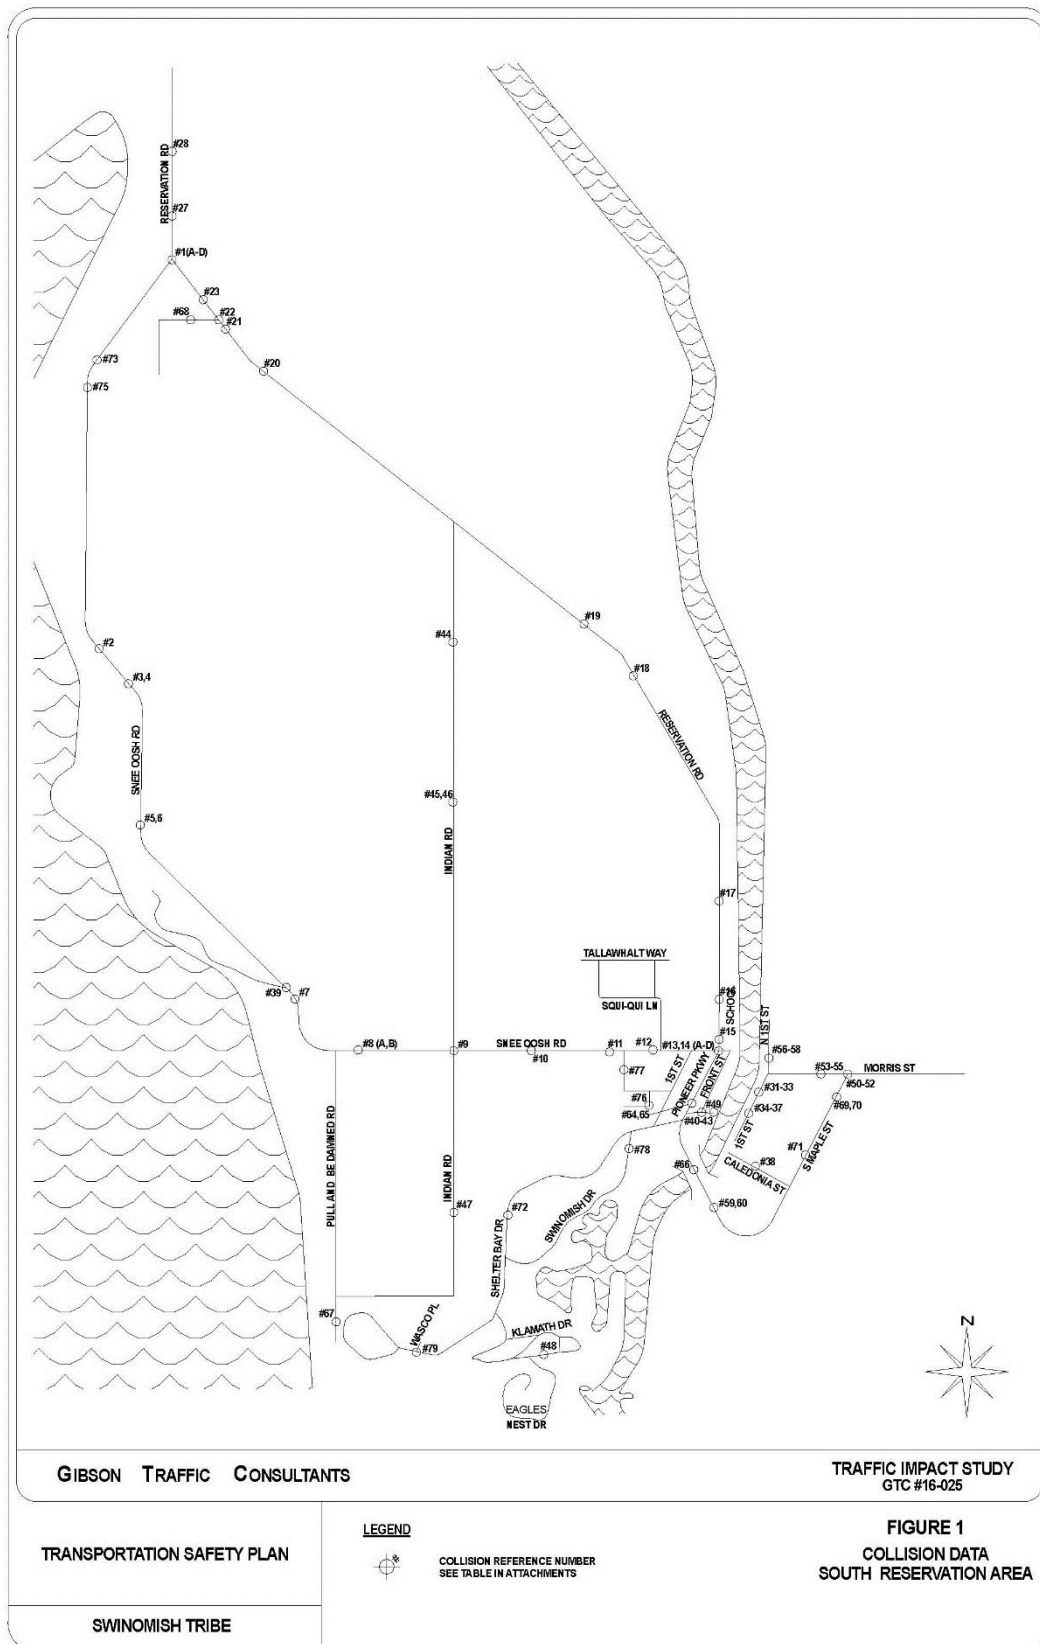 #28
RESERVATION RD
#27
#1(A-D)
#23
#68
#22
#21
#20
#73
#75
#19
#44
#2
#18
#3,4
RESERVATION RD
SNEE OOSH RD
#45,46
#5,6
INDIAN RD
#17
TALLAWHALT WAY
SQUI-QUI LN
#39
#7
#16
SCHOOL
N 1ST ST
#15
#8 (A,B)
#9
SNEE OOSH RD
#10
#11
#12
#13,14 (A-D)
#56-58
#53-55
MORRIS ST
#77
1ST ST
PIONEER PKWY
FRONT ST
#50-52
#31-33
#69,70
#76
#64,65
#49
#40-43
#34-37
1ST ST
PULL AND BE DAMNED RD
#78
#71
S MAPLE ST
#38
#66
CALEDONIA ST
INDIAN RD
#47
#72
SWINOMISH DR
#59,60
SHELTER BAY DR
#67
WASCO PL
#79
KLAMATH DR
#48
EAGLES
NEST DR
N
GIBSON TRAFFIC CONSULTANTS
TRAFFIC IMPACT STUDY
GTC #16-025
TRANSPORTATION SAFETY PLAN
SWINOMISH TRIBE
LEGEND
#
COLLISION REFERENCE NUMBER
SEE TABLE IN ATTACHMENTS
FIGURE 1
COLLISION DATA
SOUTH RESERVATION AREA